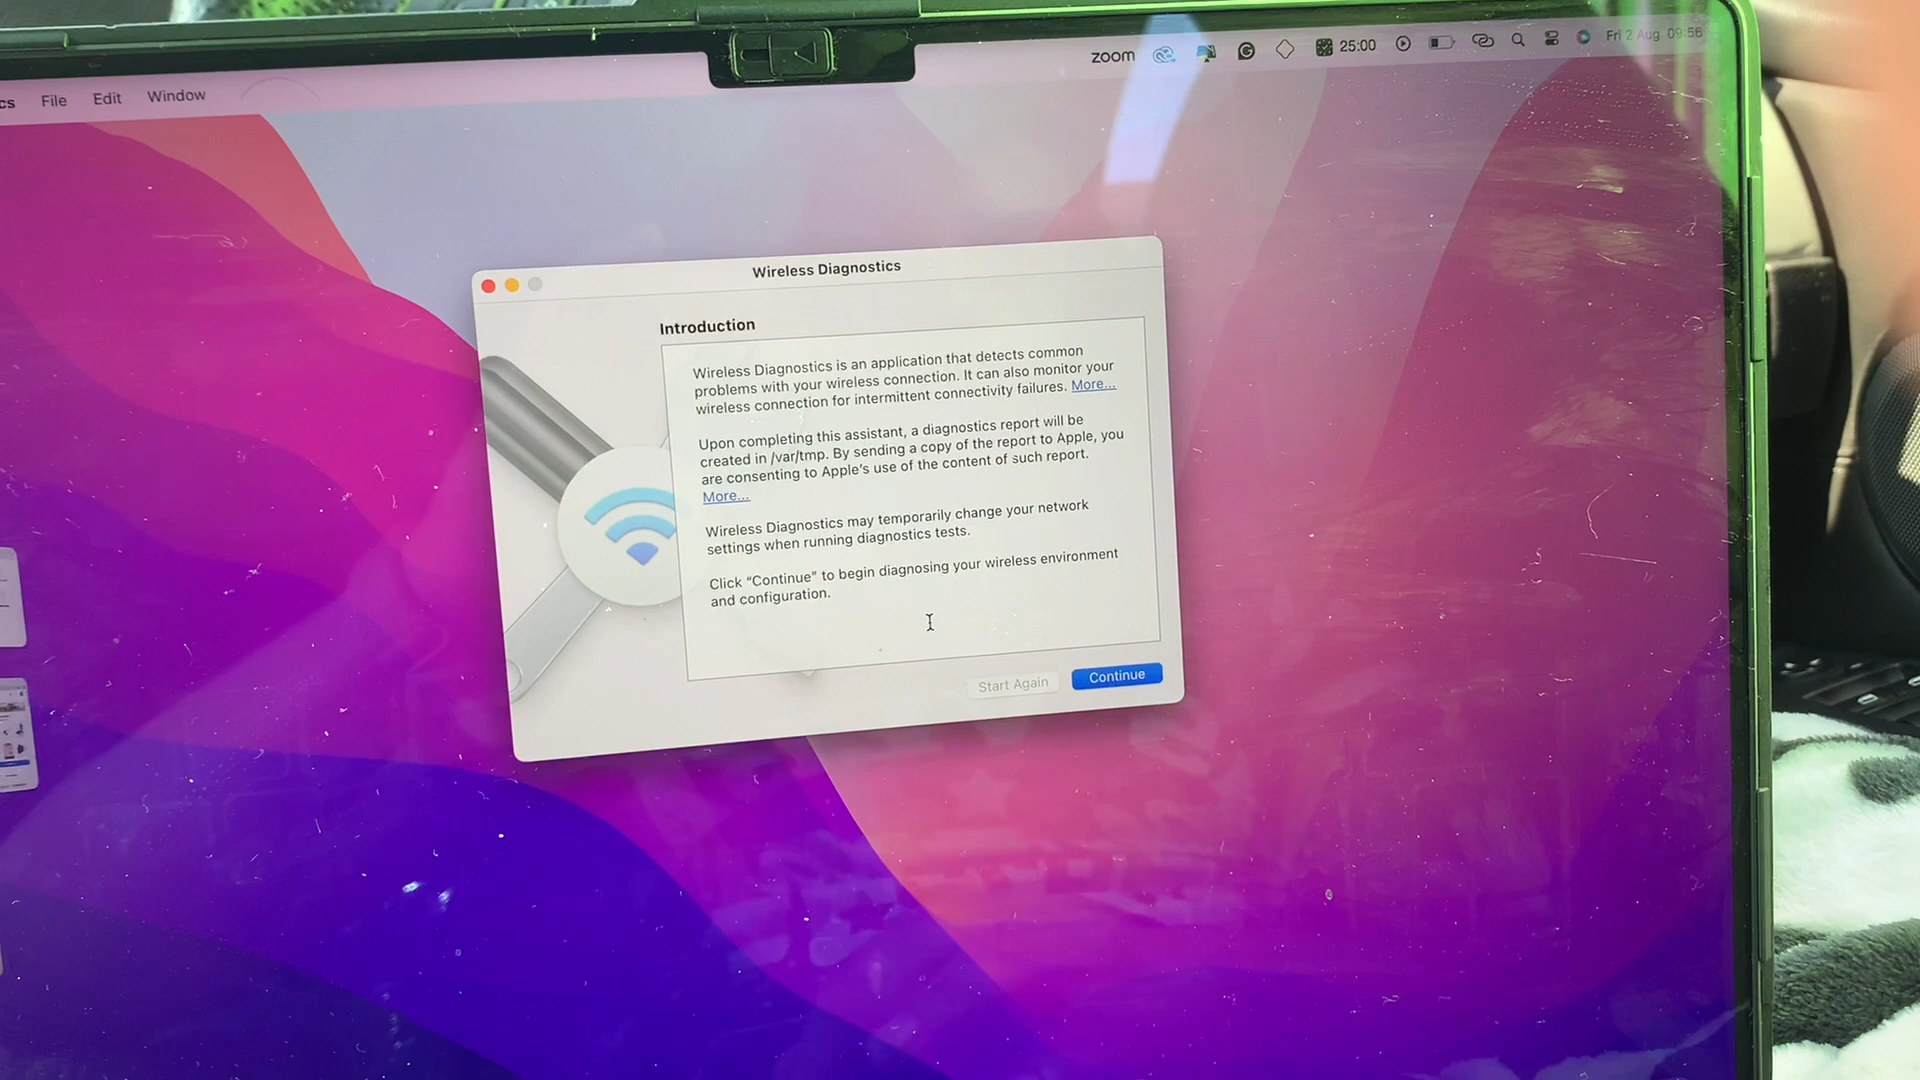 zoom 25:00 Fri 2 Aug 09:56
cs File Edit Window
Wireless Diagnostics
Introduction
Wireless Diagnostics is an application that detects common
problems with your wireless connection. It can also monitor your
wireless connection for intermittent connectivity failures. More...
Upon completing this assistant, a diagnostics report will be
created in /var/tmp. By sending a copy of the report to Apple, you
are consenting to Apple's use of the content of such report.
More...
Wireless Diagnostics may temporarily change your network
settings when running diagnostics tests.
Click “Continue” to begin diagnosing your wireless environment
and configuration.
Start Again Continue